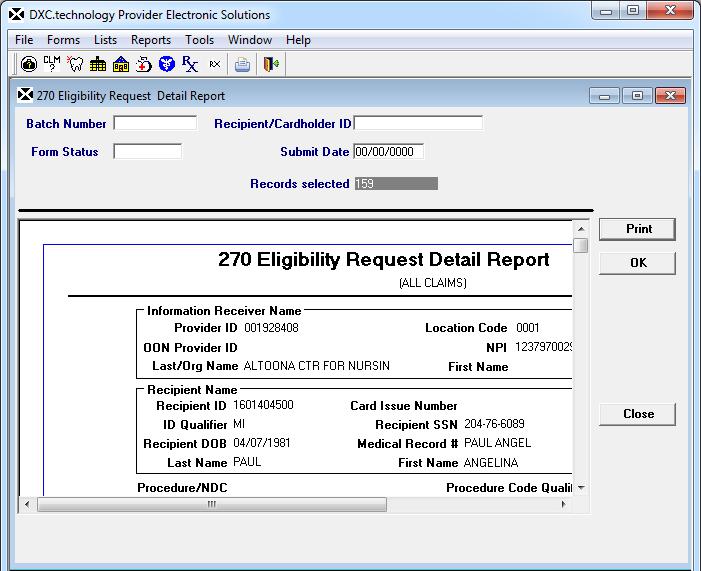 DXC.technology Provider Electronic Solutions
File Forms Lists Reports Tools Window Help
CLM ? Rx RX
270 Eligibility Request Detail Report
Batch Number Recipient/Cardholder ID
Form Status Submit Date 00/00/0000
Records selected 159
Print
OK
Close
270 Eligibility Request Detail Report
(ALL CLAIMS)
Information Receiver Name
Provider ID 001928408 Location Code 0001
OON Provider ID NPI 1237970029
Last/Org Name ALTOONA CTR FOR NURSIN First Name
Recipient Name
Recipient ID 1601404500 Card Issue Number
ID Qualifier MI Recipient SSN 204-76-6089
Recipient DOB 04/07/1981 Medical Record # PAUL ANGEL
Last Name PAUL First Name ANGELINA
Procedure/NDC Procedure Code Quali